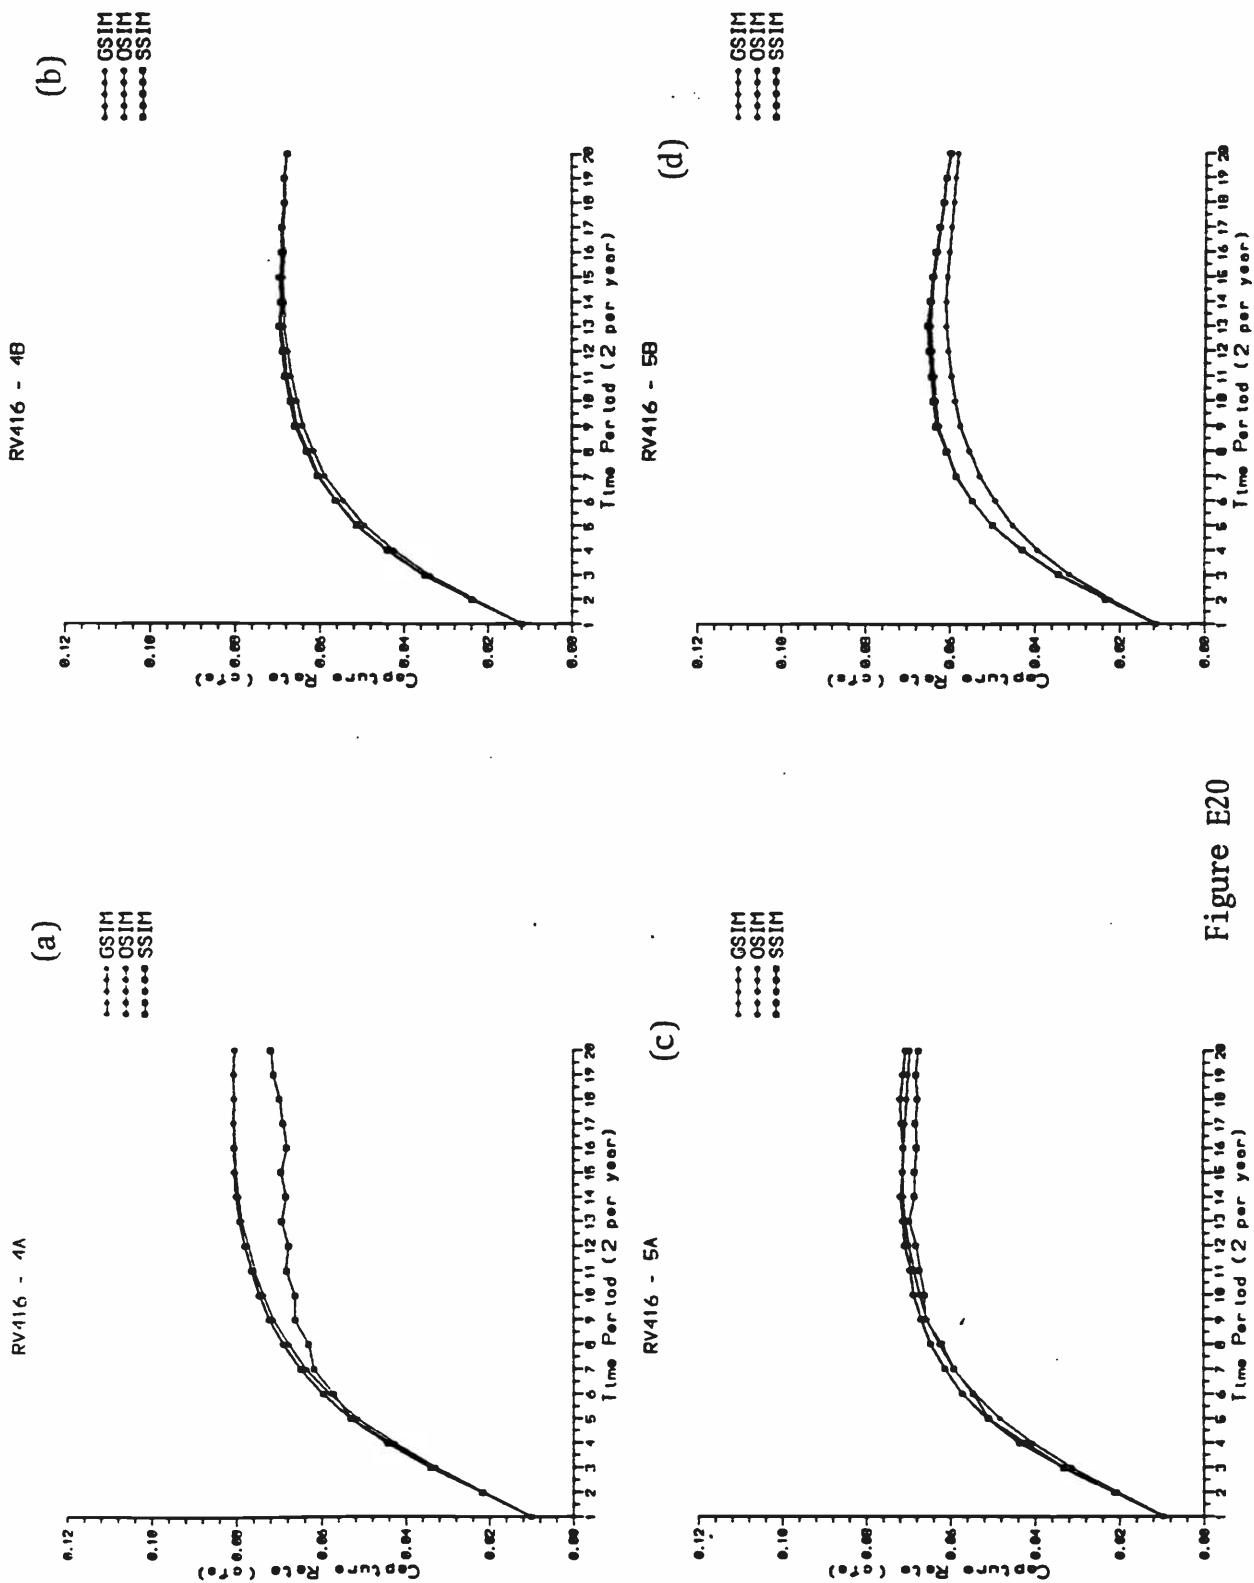 RV416 - 4A
(a)
GSIM
OSIM
SSIM
Capture
Rate (cfs)
0.12
0.10
0.08
0.06
0.04
0.02
0.00
1 2 3 4 5 6 7 8 9 10 11 12 13 14 15 16 17 18 19 20
Time Period (2 per year)
RV416 - 4B
(b)
GSIM
OSIM
SSIM
Capture
Rate (cfs)
0.12
0.10
0.08
0.06
0.04
0.02
0.00
1 2 3 4 5 6 7 8 9 10 11 12 13 14 15 16 17 18 19 20
Time Period (2 per year)
RV416 - 5A
(c)
GSIM
OSIM
SSIM
Capture
Rate (cfs)
0.12
0.10
0.08
0.06
0.04
0.02
0.00
1 2 3 4 5 6 7 8 9 10 11 12 13 14 15 16 17 18 19 20
Time Period (2 per year)
RV416 - 5B
(d)
GSIM
OSIM
SSIM
Capture
Rate (cfs)
0.12
0.10
0.08
0.06
0.04
0.02
0.00
1 2 3 4 5 6 7 8 9 10 11 12 13 14 15 16 17 18 19 20
Time Period (2 per year)
Figure E20